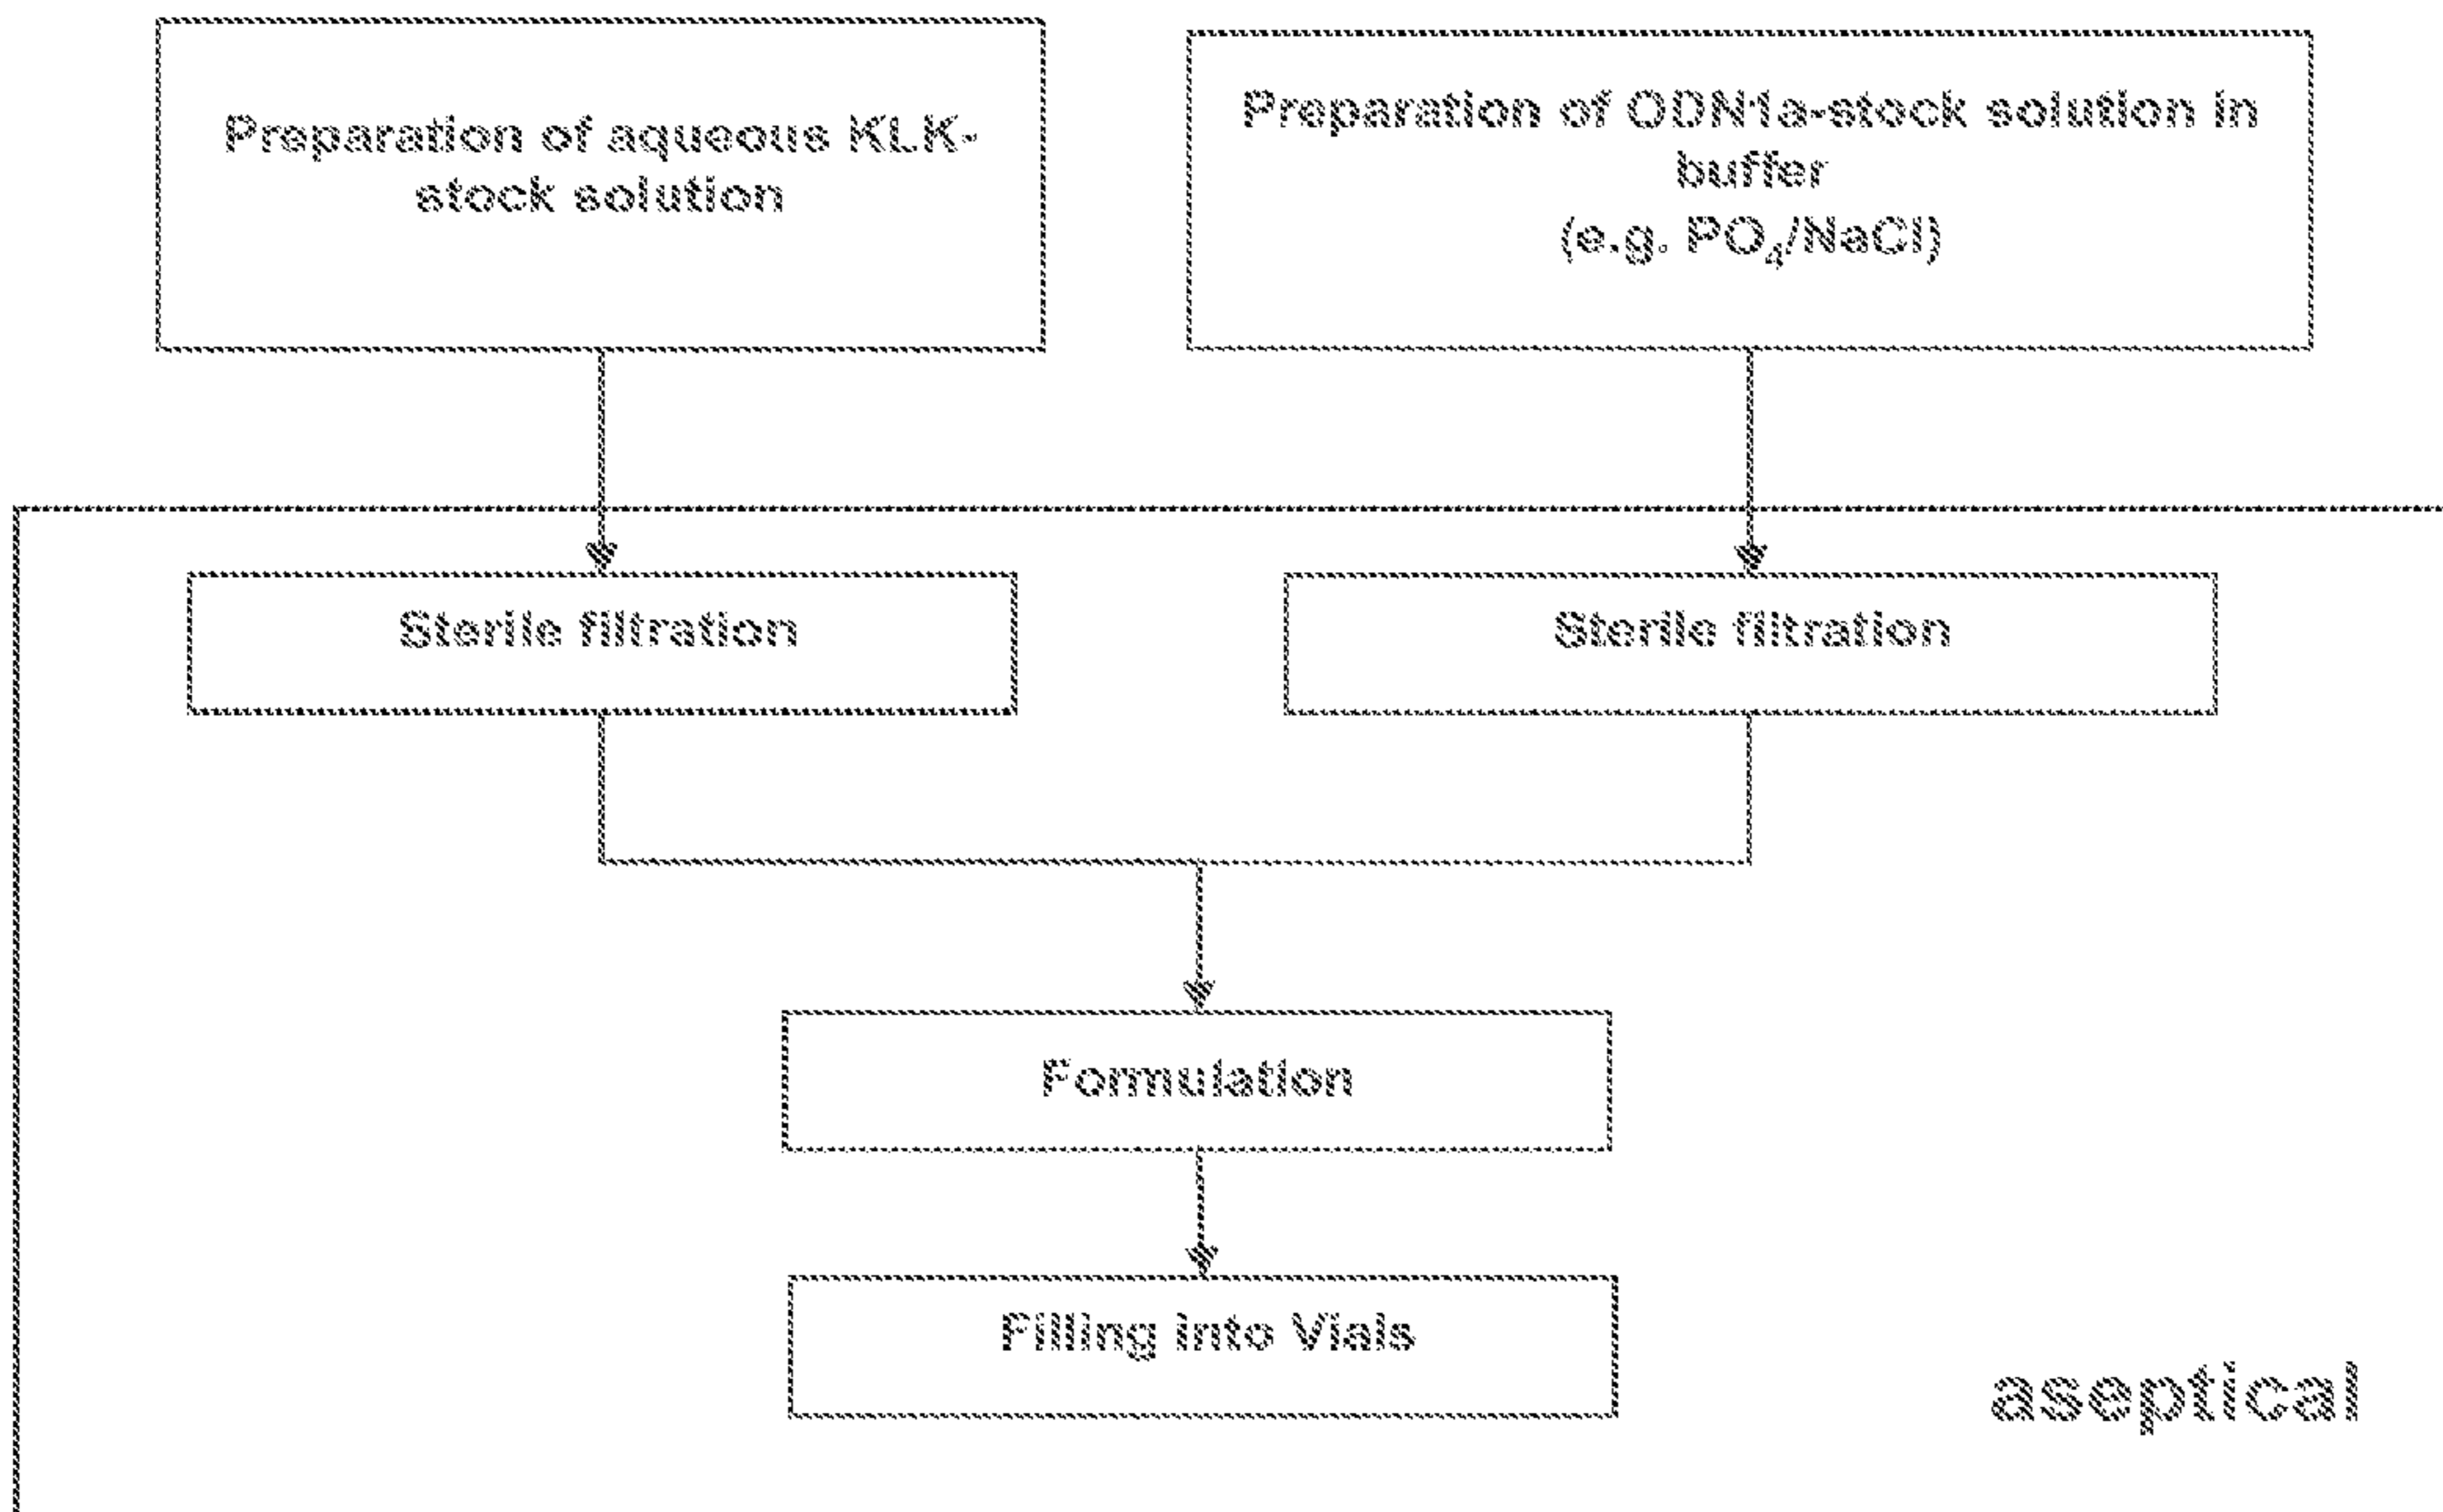 Preparation of aqueous KLK-
stock solution
Preparation of ODN1a-stock solution in
buffer
(e.g. PO₄/NaCl)
Sterile filtration
Sterile filtration
Formulation
Filling into Vials
aseptical